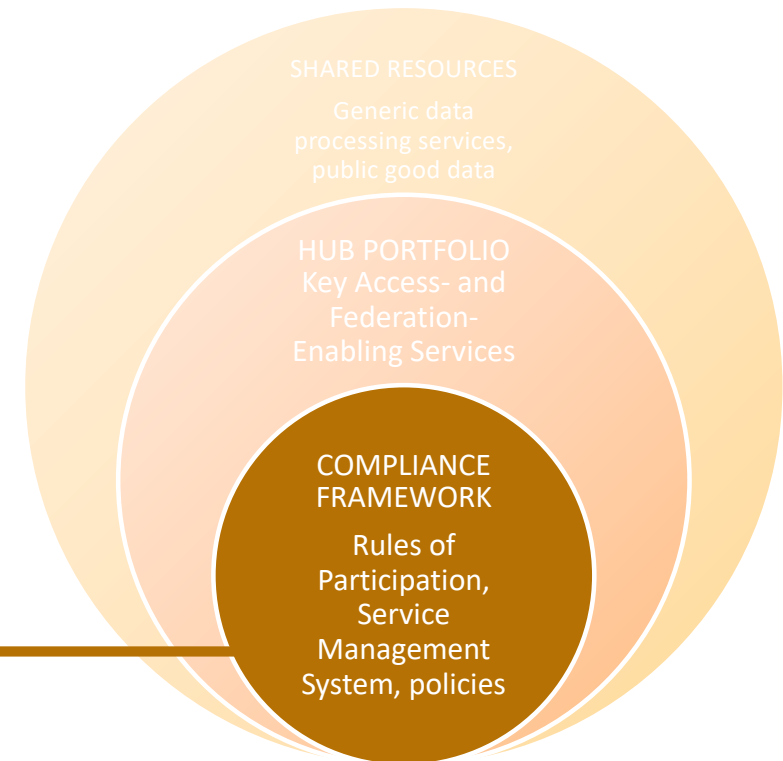 SHARED RESOURCES
Generic data
processing services,
public good data
HUB PORTFOLIO
Key Access- and
Federation-
Enabling Services
COMPLIANCE
FRAMEWORK
Rules of
Participation,
Service
Management
System, policies